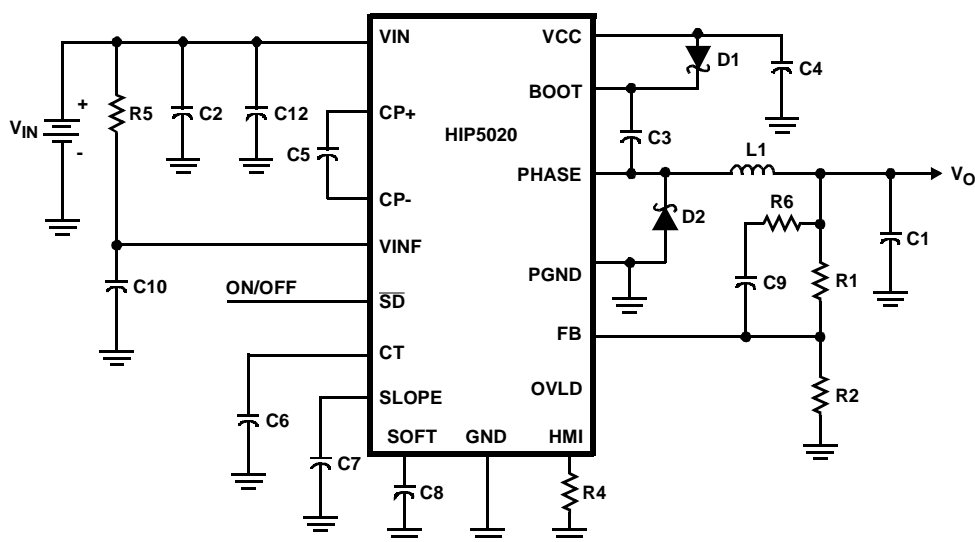 VIN
VCC
D1
C4
BOOT
+
R5
C2
C12
CP+
HIP5020
C3
VIN
-
C5
L1
PHASE
VO
R6
CP-
D2
C1
VINF
PGND
C9
R1
C10
ON/OFF
SD
FB
CT
OVLD
R2
SLOPE
C6
SOFT
GND
HMI
C7
C8
R4